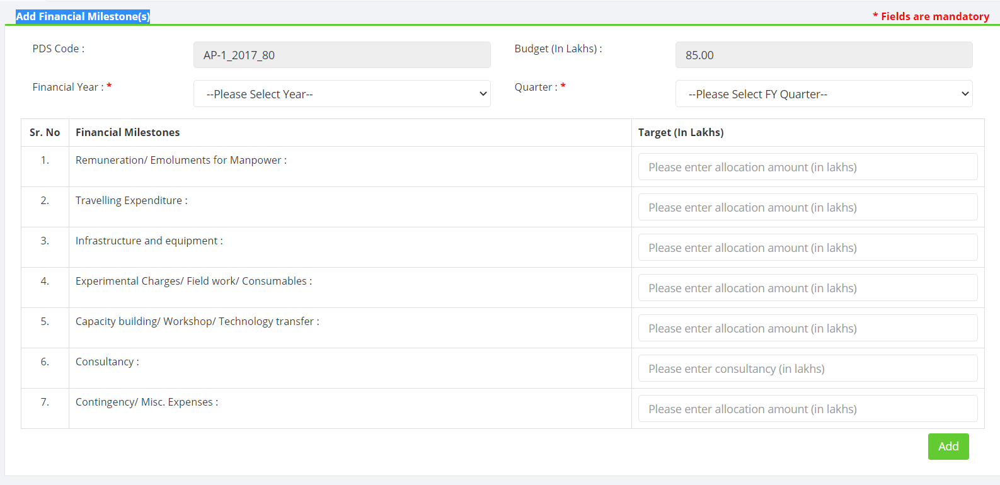 Add Financial Milestone(s)
* Fields are mandatory
PDS Code :
AP-1_2017_80
Budget (In Lakhs) :
85.00
Financial Year : *
--Please Select Year--
Quarter : *
--Please Select FY Quarter--
Sr. No Financial Milestones Target (In Lakhs)
1. Remuneration/ Emoluments for Manpower : Please enter allocation amount (in lakhs)
2. Travelling Expenditure : Please enter allocation amount (in lakhs)
3. Infrastructure and equipment : Please enter allocation amount (in lakhs)
4. Experimental Charges/ Field work/ Consumables : Please enter allocation amount (in lakhs)
5. Capacity building/ Workshop/ Technology transfer : Please enter allocation amount (in lakhs)
6. Consultancy : Please enter consultancy (in lakhs)
7. Contingency/ Misc. Expenses : Please enter allocation amount (in lakhs)
Add